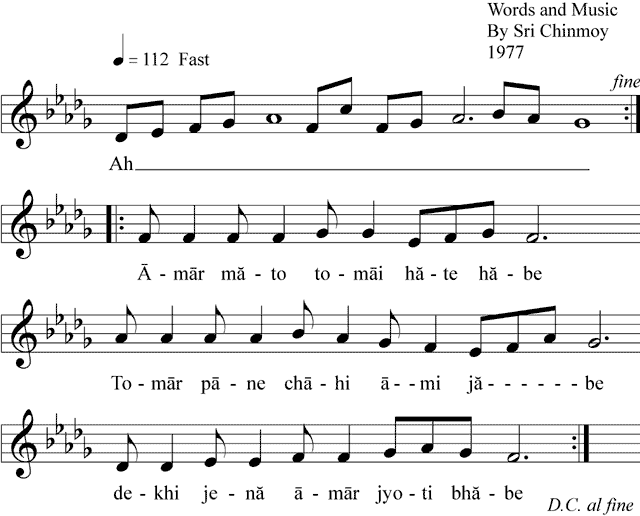 Words and Music
By Sri Chinmoy
1977
= 112 Fast
fine
Ah
Ā - mār mă - to to - māi hă - te hă - be
To - mār pā - ne chā - hi ā - - mi jā - - - - - - be
de - khi je - nă ā - mār jyo - ti bhă - be
D.C. al fine